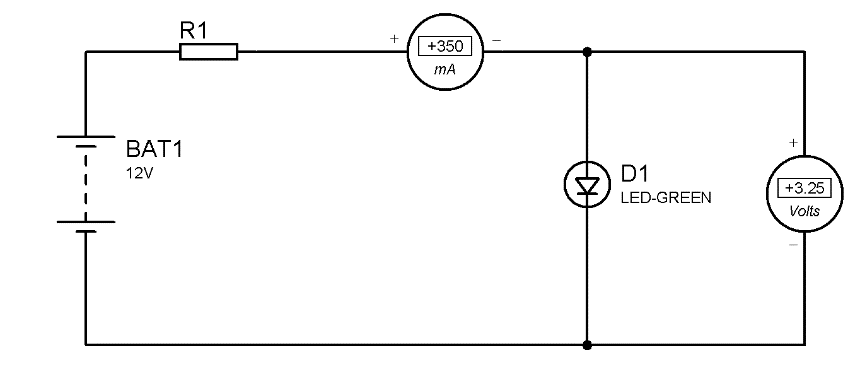 R1
+
+350
mA
−
BAT1
12V
D1
LED-GREEN
+
+3.25
Volts
−